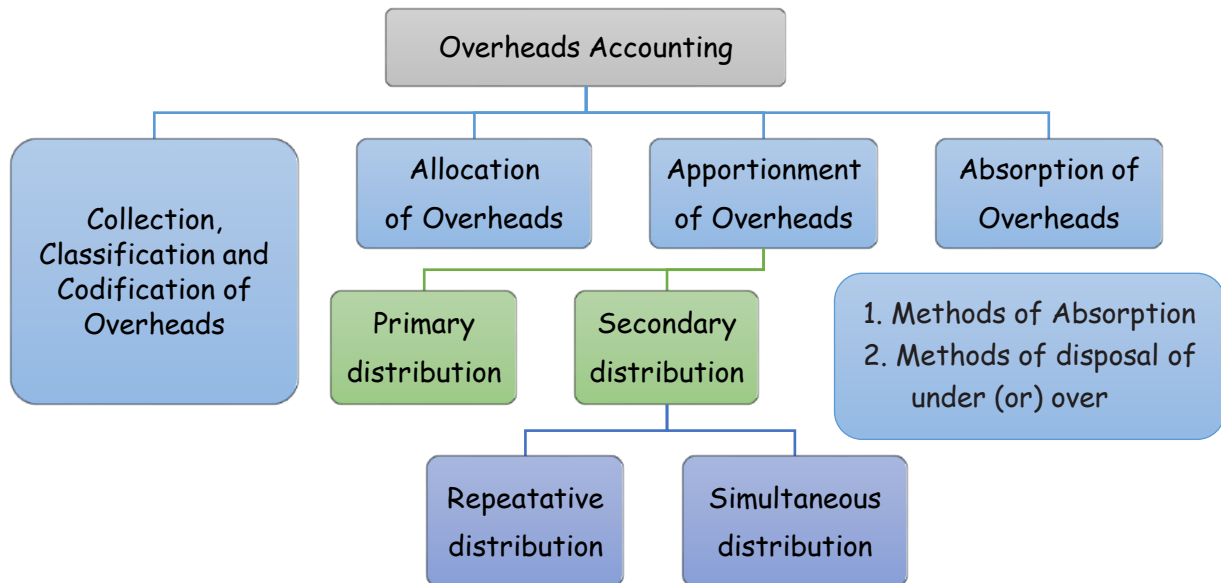 Overheads Accounting
Collection,
Classification and
Codification of
Overheads
Allocation
of Overheads
Apportionment
of Overheads
Absorption of
Overheads
Primary
distribution
Secondary
distribution
1. Methods of Absorption
2. Methods of disposal of
under (or) over
Repeatative
distribution
Simultaneous
distribution